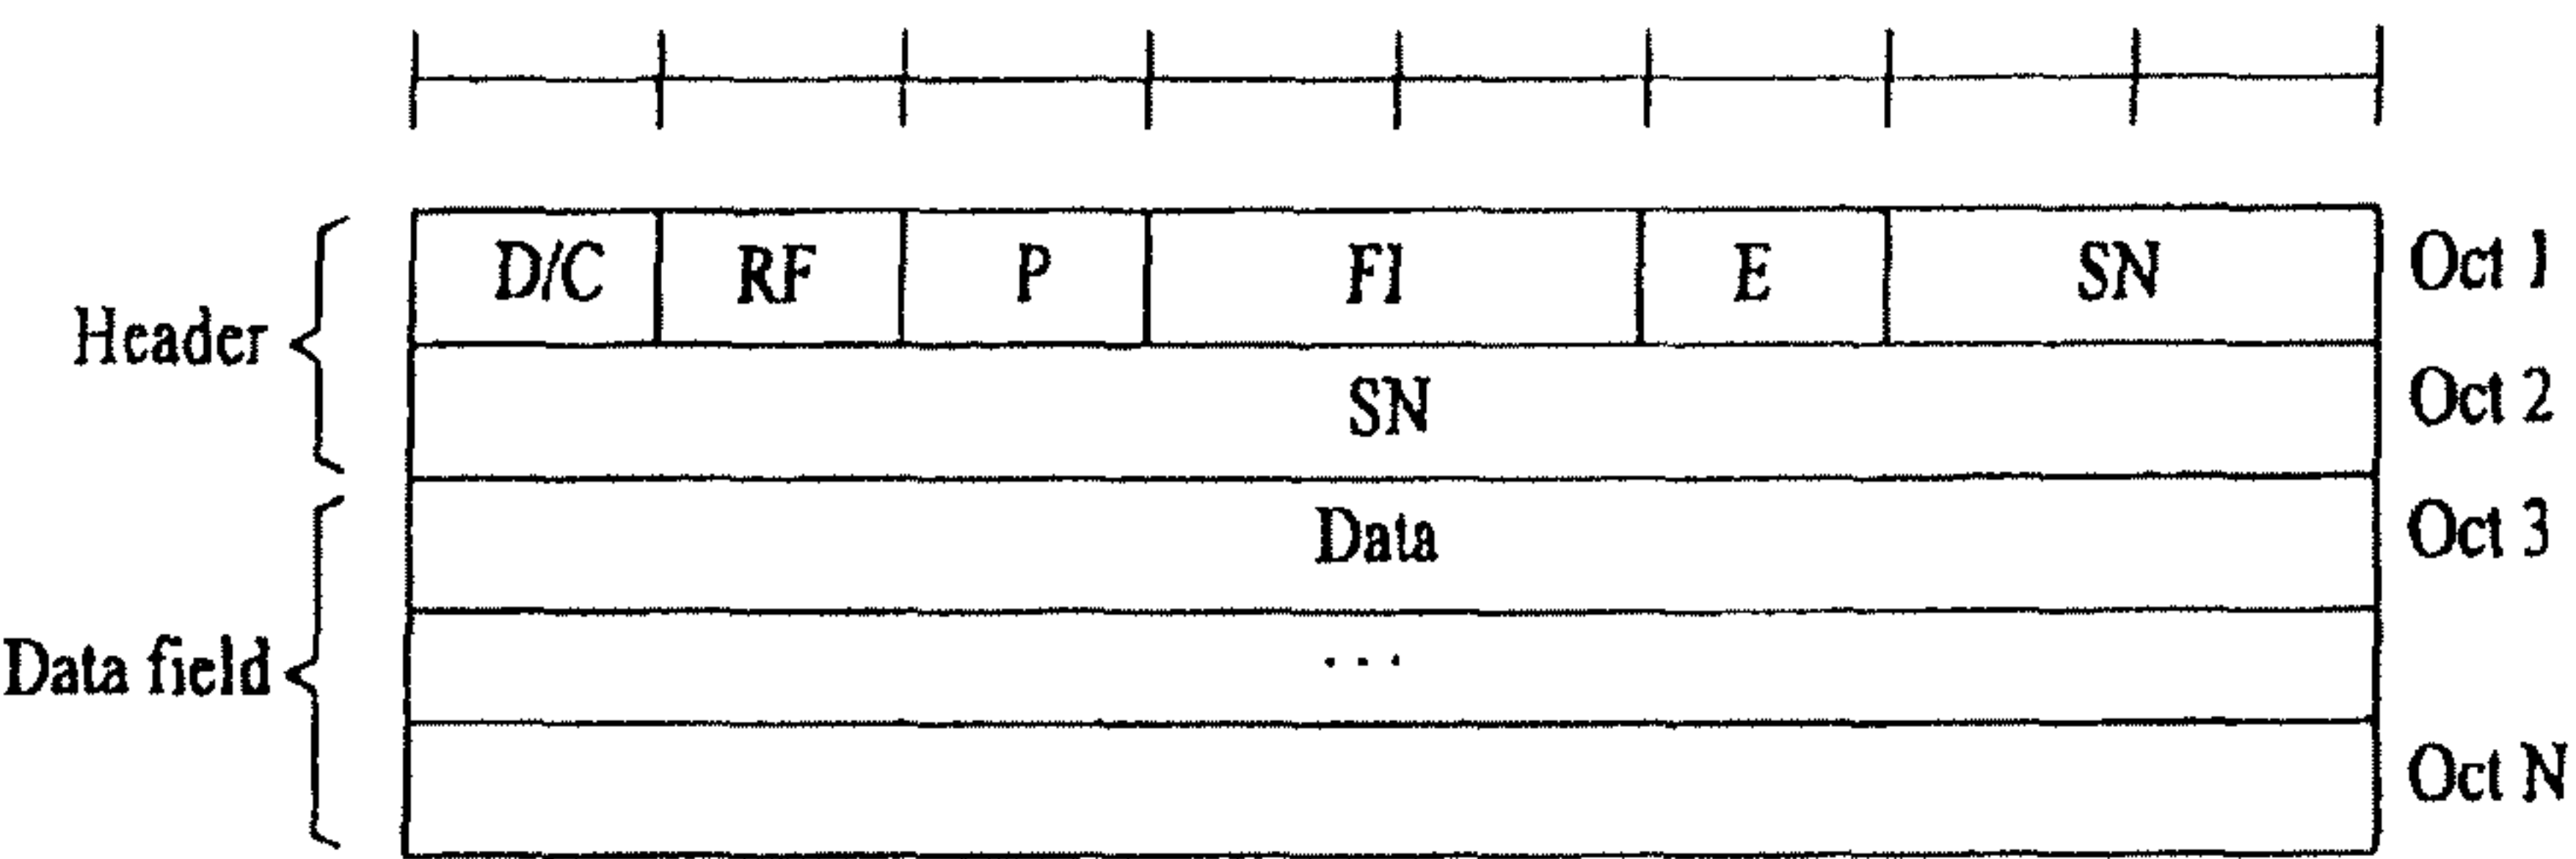 D/C RF P FI E SN Oct 1
Header
SN Oct 2
Data Oct 3
Data field
...
Oct N